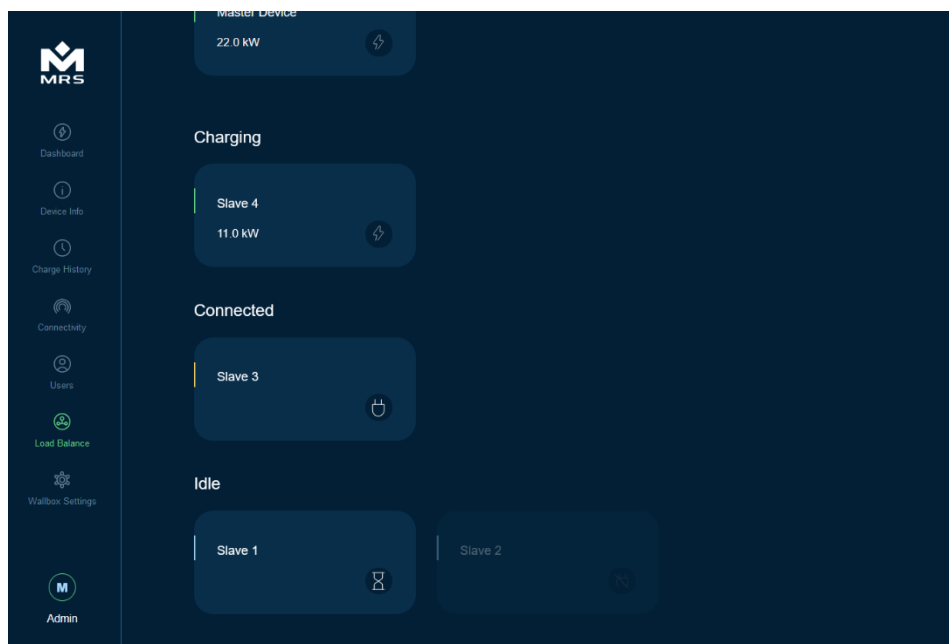 MRS
Dashboard
Device Info
Charge History
Connectivity
Users
Load Balance
Wallbox Settings
M
Admin
Master Device
22.0 kW
Charging
Slave 4
11.0 kW
Connected
Slave 3
Idle
Slave 1
Slave 2